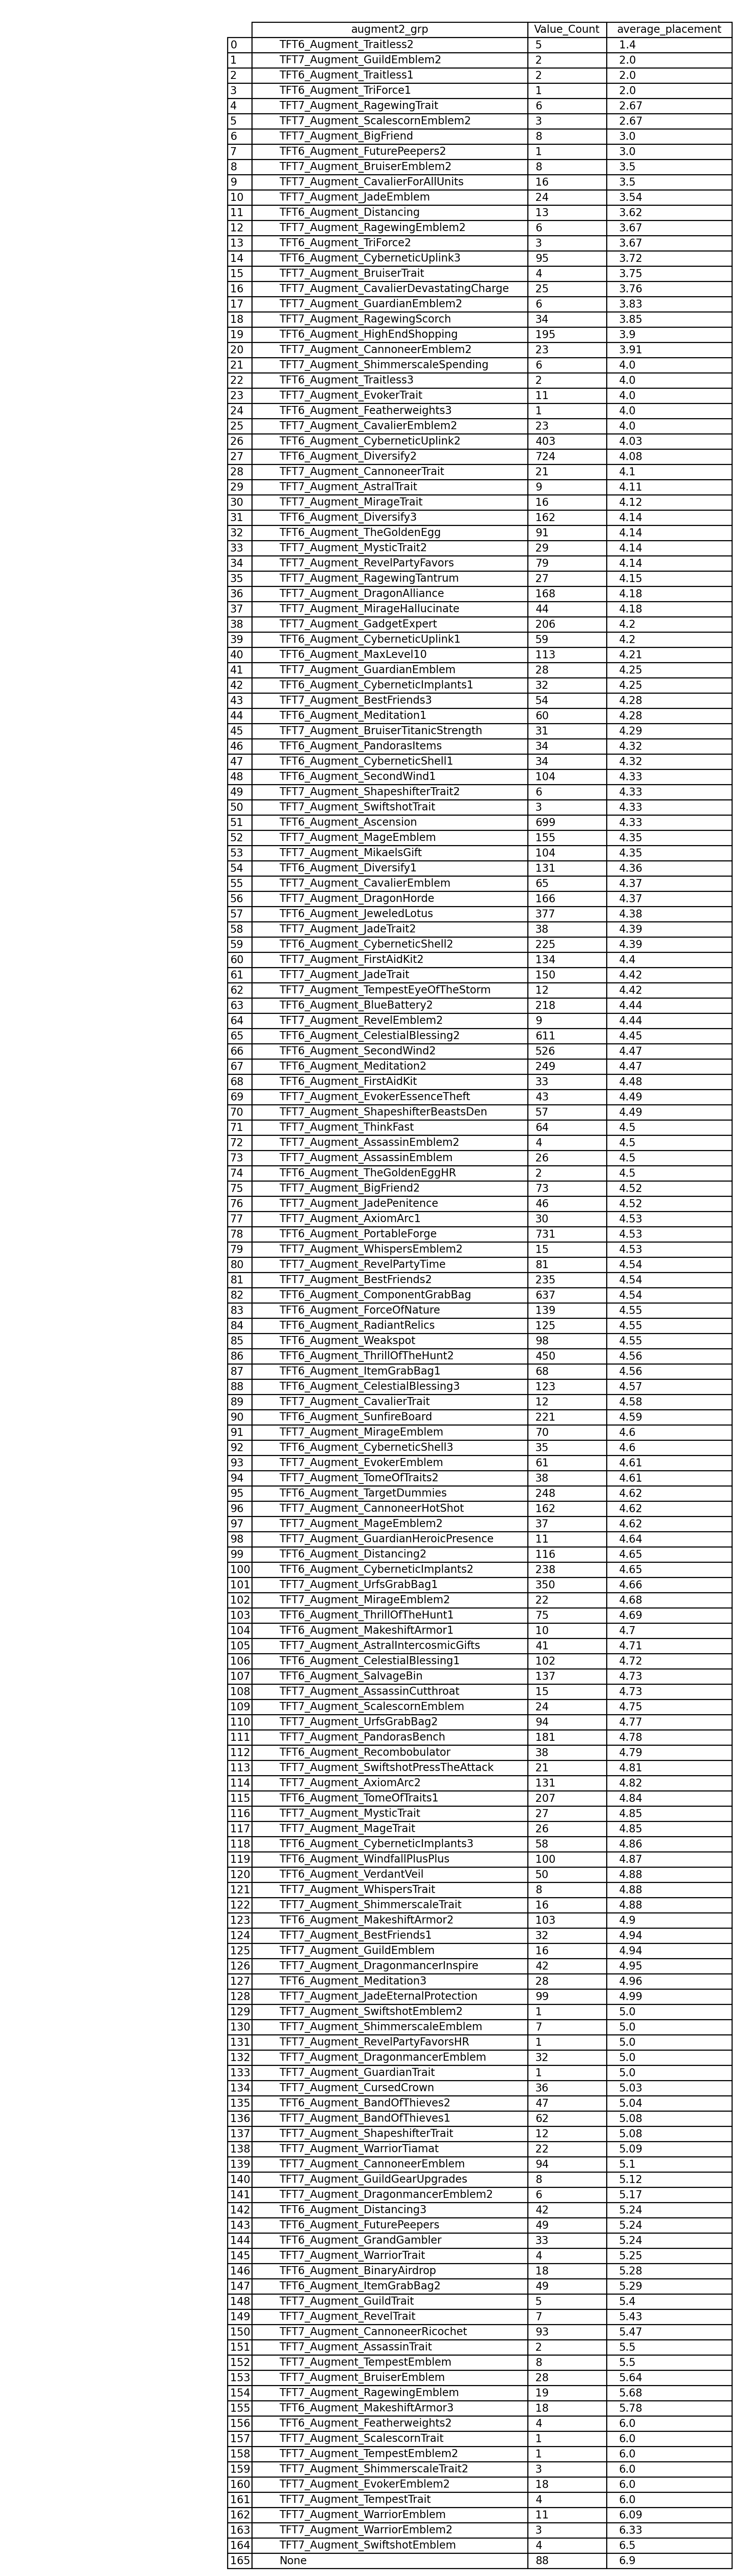 augment2_grp Value_Count average_placement
0 TFT6_Augment_Traitless2 5 1.4
1 TFT7_Augment_GuildEmblem2 2 2.0
2 TFT6_Augment_Traitless1 2 2.0
3 TFT6_Augment_TriForce1 1 2.0
4 TFT7_Augment_RagewingTrait 6 2.67
5 TFT7_Augment_ScalescornEmblem2 3 2.67
6 TFT7_Augment_BigFriend 8 3.0
7 TFT6_Augment_FuturePeepers2 1 3.0
8 TFT7_Augment_BruiserEmblem2 8 3.5
9 TFT7_Augment_CavalierForAllUnits 16 3.5
10 TFT7_Augment_JadeEmblem 24 3.54
11 TFT6_Augment_Distancing 13 3.62
12 TFT7_Augment_RagewingEmblem2 6 3.67
13 TFT6_Augment_TriForce2 3 3.67
14 TFT6_Augment_CyberneticUplink3 95 3.72
15 TFT7_Augment_BruiserTrait 4 3.75
16 TFT7_Augment_CavalierDevastatingCharge 25 3.76
17 TFT7_Augment_GuardianEmblem2 6 3.83
18 TFT7_Augment_RagewingScorch 34 3.85
19 TFT6_Augment_HighEndShopping 195 3.9
20 TFT7_Augment_CannoneerEmblem2 23 3.91
21 TFT7_Augment_ShimmerscaleSpending 6 4.0
22 TFT6_Augment_Traitless3 2 4.0
23 TFT7_Augment_EvokerTrait 11 4.0
24 TFT6_Augment_Featherweights3 1 4.0
25 TFT7_Augment_CavalierEmblem2 23 4.0
26 TFT6_Augment_CyberneticUplink2 403 4.03
27 TFT6_Augment_Diversify2 724 4.08
28 TFT7_Augment_CannoneerTrait 21 4.1
29 TFT7_Augment_AstralTrait 9 4.11
30 TFT7_Augment_MirageTrait 16 4.12
31 TFT6_Augment_Diversify3 162 4.14
32 TFT6_Augment_TheGoldenEgg 91 4.14
33 TFT7_Augment_MysticTrait2 29 4.14
34 TFT7_Augment_RevelPartyFavors 79 4.14
35 TFT7_Augment_RagewingTantrum 27 4.15
36 TFT7_Augment_DragonAlliance 168 4.18
37 TFT7_Augment_MirageHallucinate 44 4.18
38 TFT7_Augment_GadgetExpert 206 4.2
39 TFT6_Augment_CyberneticUplink1 59 4.2
40 TFT6_Augment_MaxLevel10 113 4.21
41 TFT7_Augment_GuardianEmblem 28 4.25
42 TFT6_Augment_CyberneticImplants1 32 4.25
43 TFT7_Augment_BestFriends3 54 4.28
44 TFT6_Augment_Meditation1 60 4.28
45 TFT7_Augment_BruiserTitanicStrength 31 4.29
46 TFT6_Augment_PandorasItems 34 4.32
47 TFT6_Augment_CyberneticShell1 34 4.32
48 TFT6_Augment_SecondWind1 104 4.33
49 TFT7_Augment_ShapeshifterTrait2 6 4.33
50 TFT7_Augment_SwiftshotTrait 3 4.33
51 TFT6_Augment_Ascension 699 4.33
52 TFT7_Augment_MageEmblem 155 4.35
53 TFT7_Augment_MikaelsGift 104 4.35
54 TFT6_Augment_Diversify1 131 4.36
55 TFT7_Augment_CavalierEmblem 65 4.37
56 TFT7_Augment_DragonHorde 166 4.37
57 TFT6_Augment_JeweledLotus 377 4.38
58 TFT7_Augment_JadeTrait2 38 4.39
59 TFT6_Augment_CyberneticShell2 225 4.39
60 TFT7_Augment_FirstAidKit2 134 4.4
61 TFT7_Augment_JadeTrait 150 4.42
62 TFT7_Augment_TempestEyeOfTheStorm 12 4.42
63 TFT6_Augment_BlueBattery2 218 4.44
64 TFT7_Augment_RevelEmblem2 9 4.44
65 TFT6_Augment_CelestialBlessing2 611 4.45
66 TFT6_Augment_SecondWind2 526 4.47
67 TFT6_Augment_Meditation2 249 4.47
68 TFT6_Augment_FirstAidKit 33 4.48
69 TFT7_Augment_EvokerEssenceTheft 43 4.49
70 TFT7_Augment_ShapeshifterBeastsDen 57 4.49
71 TFT7_Augment_ThinkFast 64 4.5
72 TFT7_Augment_AssassinEmblem2 4 4.5
73 TFT7_Augment_AssassinEmblem 26 4.5
74 TFT6_Augment_TheGoldenEggHR 2 4.5
75 TFT7_Augment_BigFriend2 73 4.52
76 TFT7_Augment_JadePenitence 46 4.52
77 TFT7_Augment_AxiomArc1 30 4.53
78 TFT6_Augment_PortableForge 731 4.53
79 TFT7_Augment_WhispersEmblem2 15 4.53
80 TFT7_Augment_RevelPartyTime 81 4.54
81 TFT7_Augment_BestFriends2 235 4.54
82 TFT6_Augment_ComponentGrabBag 637 4.54
83 TFT6_Augment_ForceOfNature 139 4.55
84 TFT6_Augment_RadiantRelics 125 4.55
85 TFT6_Augment_Weakspot 98 4.55
86 TFT6_Augment_ThrillOfTheHunt2 450 4.56
87 TFT6_Augment_ItemGrabBag1 68 4.56
88 TFT6_Augment_CelestialBlessing3 123 4.57
89 TFT7_Augment_CavalierTrait 12 4.58
90 TFT6_Augment_SunfireBoard 221 4.59
91 TFT7_Augment_MirageEmblem 70 4.6
92 TFT6_Augment_CyberneticShell3 35 4.6
93 TFT7_Augment_EvokerEmblem 61 4.61
94 TFT7_Augment_TomeOfTraits2 38 4.61
95 TFT6_Augment_TargetDummies 248 4.62
96 TFT7_Augment_CannoneerHotShot 162 4.62
97 TFT7_Augment_MageEmblem2 37 4.62
98 TFT7_Augment_GuardianHeroicPresence 11 4.64
99 TFT6_Augment_Distancing2 116 4.65
100 TFT6_Augment_CyberneticImplants2 238 4.65
101 TFT7_Augment_UrfsGrabBag1 350 4.66
102 TFT7_Augment_MirageEmblem2 22 4.68
103 TFT6_Augment_ThrillOfTheHunt1 75 4.69
104 TFT6_Augment_MakeshiftArmor1 10 4.7
105 TFT7_Augment_AstralIntercosmicGifts 41 4.71
106 TFT6_Augment_CelestialBlessing1 102 4.72
107 TFT6_Augment_SalvageBin 137 4.73
108 TFT7_Augment_AssassinCutthroat 15 4.73
109 TFT7_Augment_ScalescornEmblem 24 4.75
110 TFT7_Augment_UrfsGrabBag2 94 4.77
111 TFT7_Augment_PandorasBench 181 4.78
112 TFT6_Augment_Recombobulator 38 4.79
113 TFT7_Augment_SwiftshotPressTheAttack 21 4.81
114 TFT7_Augment_AxiomArc2 131 4.82
115 TFT6_Augment_TomeOfTraits1 207 4.84
116 TFT7_Augment_MysticTrait 27 4.85
117 TFT7_Augment_MageTrait 26 4.85
118 TFT6_Augment_CyberneticImplants3 58 4.86
119 TFT6_Augment_WindfallPlusPlus 100 4.87
120 TFT6_Augment_VerdantVeil 50 4.88
121 TFT7_Augment_WhispersTrait 8 4.88
122 TFT7_Augment_ShimmerscaleTrait 16 4.88
123 TFT6_Augment_MakeshiftArmor2 103 4.9
124 TFT7_Augment_BestFriends1 32 4.94
125 TFT7_Augment_GuildEmblem 16 4.94
126 TFT7_Augment_DragonmancerInspire 42 4.95
127 TFT6_Augment_Meditation3 28 4.96
128 TFT7_Augment_JadeEternalProtection 99 4.99
129 TFT7_Augment_SwiftshotEmblem2 1 5.0
130 TFT7_Augment_ShimmerscaleEmblem 7 5.0
131 TFT7_Augment_RevelPartyFavorsHR 1 5.0
132 TFT7_Augment_DragonmancerEmblem 32 5.0
133 TFT7_Augment_GuardianTrait 1 5.0
134 TFT7_Augment_CursedCrown 36 5.03
135 TFT6_Augment_BandOfThieves2 47 5.04
136 TFT7_Augment_BandOfThieves1 62 5.08
137 TFT7_Augment_ShapeshifterTrait 12 5.08
138 TFT7_Augment_WarriorTiamat 22 5.09
139 TFT7_Augment_CannoneerEmblem 94 5.1
140 TFT7_Augment_GuildGearUpgrades 8 5.12
141 TFT7_Augment_DragonmancerEmblem2 6 5.17
142 TFT6_Augment_Distancing3 42 5.24
143 TFT6_Augment_FuturePeepers 49 5.24
144 TFT6_Augment_GrandGambler 33 5.24
145 TFT7_Augment_WarriorTrait 4 5.25
146 TFT6_Augment_BinaryAirdrop 18 5.28
147 TFT6_Augment_ItemGrabBag2 49 5.29
148 TFT7_Augment_GuildTrait 5 5.4
149 TFT7_Augment_RevelTrait 7 5.43
150 TFT7_Augment_CannoneerRicochet 93 5.47
151 TFT7_Augment_AssassinTrait 2 5.5
152 TFT7_Augment_TempestEmblem 8 5.5
153 TFT7_Augment_BruiserEmblem 28 5.64
154 TFT7_Augment_RagewingEmblem 19 5.68
155 TFT6_Augment_MakeshiftArmor3 18 5.78
156 TFT6_Augment_Featherweights2 4 6.0
157 TFT7_Augment_ScalescornTrait 1 6.0
158 TFT7_Augment_TempestEmblem2 1 6.0
159 TFT7_Augment_ShimmerscaleTrait2 3 6.0
160 TFT7_Augment_EvokerEmblem2 18 6.0
161 TFT7_Augment_TempestTrait 4 6.0
162 TFT7_Augment_WarriorEmblem 11 6.09
163 TFT7_Augment_WarriorEmblem2 3 6.33
164 TFT7_Augment_SwiftshotEmblem 4 6.5
165 None 88 6.9